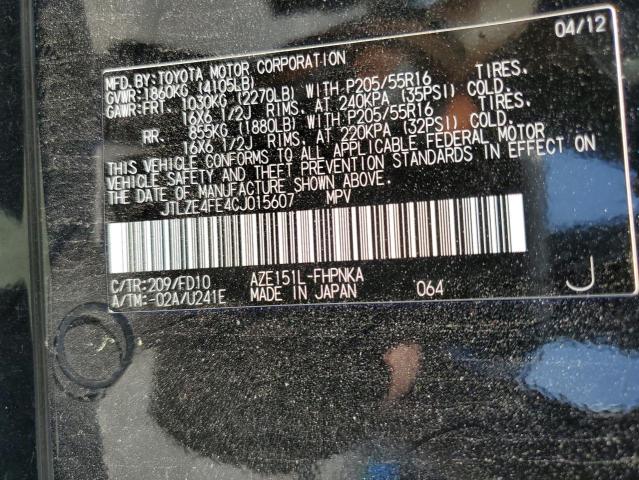 04/12
MFD.BY:TOYOTA MOTOR CORPORATION
GVWR:1860KG (4105LB)
GAWR:FRT. 1030KG (2270LB) WITH P205/55R16 TIRES.
16X6 1/2J RIMS. AT 240KPA (35PSI) COLD.
RR. 855KG (1880LB) WITH P205/55R16 TIRES.
16X6 1/2J RIMS. AT 220KPA (32PSI) COLD.
THIS VEHICLE CONFORMS TO ALL APPLICABLE FEDERAL MOTOR
VEHICLE SAFETY AND THEFT PREVENTION STANDARDS IN EFFECT ON
THE DATE OF MANUFACTURE SHOWN ABOVE.
JTLZE4FE4CJ015607 MPV
C/TR:209/FD10 AZE151L-FHPNKA
A/TM:-02A/U241E MADE IN JAPAN 064 J